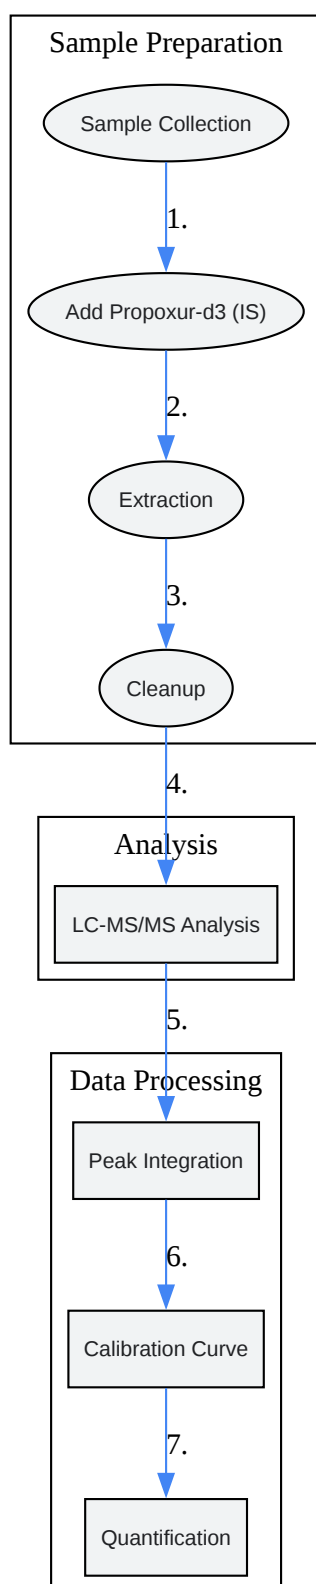 Sample Preparation
Sample Collection
1.
Add Propoxur-d3 (IS)
2.
Extraction
3.
Cleanup
4.
Analysis
LC-MS/MS Analysis
5.
Data Processing
Peak Integration
6.
Calibration Curve
7.
Quantification